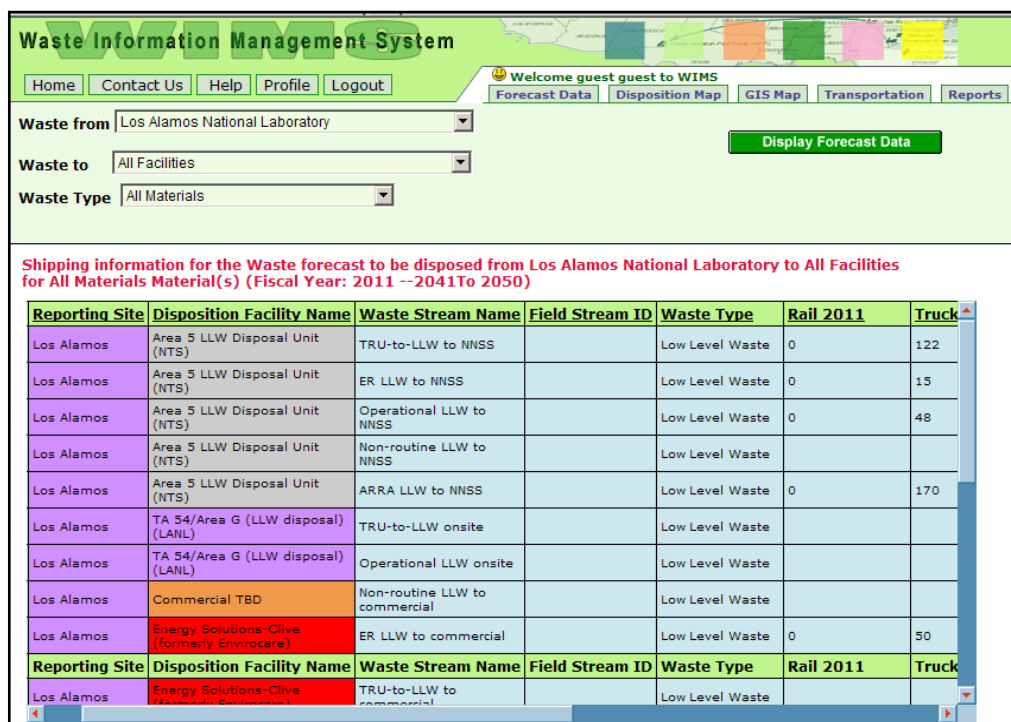 Waste Information Management System
WIMS
Home Contact Us Help Profile Logout
Welcome guest guest to WIMS
Forecast Data Disposition Map GIS Map Transportation Reports
Waste from Los Alamos National Laboratory
Display Forecast Data
Waste to All Facilities
Waste Type All Materials
Shipping information for the Waste forecast to be disposed from Los Alamos National Laboratory to All Facilities
for All Materials Material(s) (Fiscal Year: 2011 --2041To 2050)
Reporting Site Disposition Facility Name Waste Stream Name Field Stream ID Waste Type Rail 2011 Truck
Los Alamos Area 5 LLW Disposal Unit (NTS) TRU-to-LLW to NNSS Low Level Waste 0 122
Los Alamos Area 5 LLW Disposal Unit (NTS) ER LLW to NNSS Low Level Waste 0 15
Los Alamos Area 5 LLW Disposal Unit (NTS) Operational LLW to NNSS Low Level Waste 0 48
Los Alamos Area 5 LLW Disposal Unit (NTS) Non-routine LLW to NNSS Low Level Waste
Los Alamos Area 5 LLW Disposal Unit (NTS) ARRA LLW to NNSS Low Level Waste 0 170
Los Alamos TA 54/Area G (LLW disposal) (LANL) TRU-to-LLW onsite Low Level Waste
Los Alamos TA 54/Area G (LLW disposal) (LANL) Operational LLW onsite Low Level Waste
Los Alamos Commercial TBD Non-routine LLW to commercial Low Level Waste
Los Alamos Energy Solutions-Clive (formerly Envirocare) ER LLW to commercial Low Level Waste 0 50
Reporting Site Disposition Facility Name Waste Stream Name Field Stream ID Waste Type Rail 2011 Truck
Los Alamos Energy Solutions-Clive (formerly Envirocare) TRU-to-LLW to commercial Low Level Waste